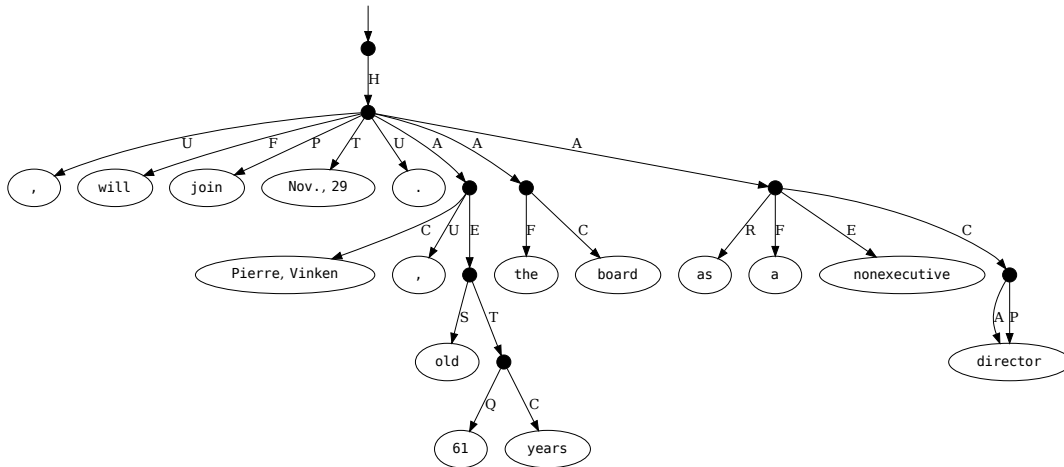 H
U F P T U A A A
, will join Nov., 29 .
C U E F C R F E C
Pierre, Vinken , the board as a nonexecutive
S T A P
old director
Q C
61 years